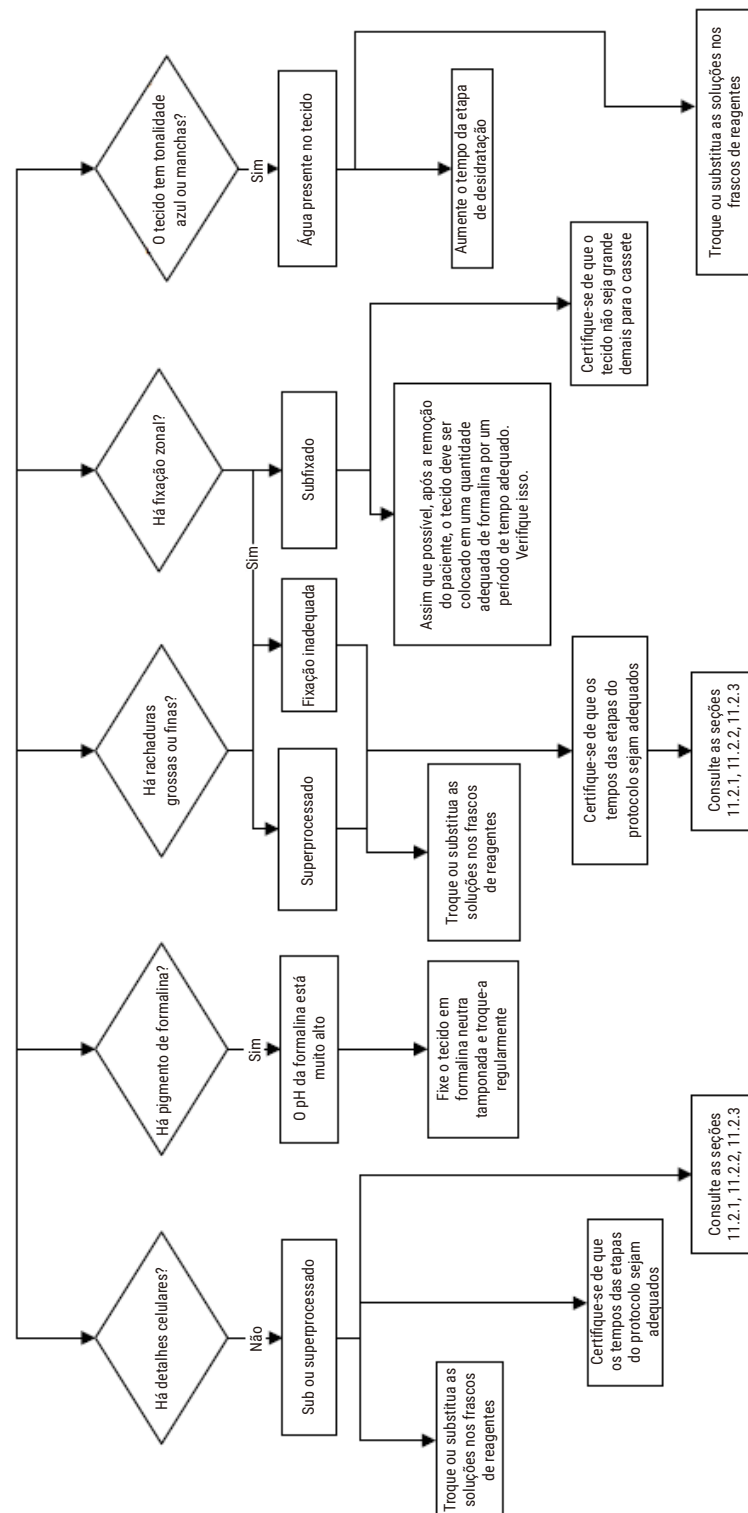 Há detalhes celulares?
Não
Sub ou superprocessado
Troque ou substitua as
soluções nos frascos
de reagentes
Certifique-se de que
os tempos das etapas
do protocolo sejam
adequados
Consulte as seções
11.2.1, 11.2.2, 11.2.3
Há pigmento de formalina?
Sim
O pH da formalina está
muito alto
Fixe o tecido em
formalina neutra
tamponada e troque-a
regularmente
Há rachaduras
grossas ou finas?
Há fixação zonal?
Sim
Superprocessado
Fixação inadequada
Subfixado
Troque ou substitua as
soluções nos frascos
de reagentes
Certifique-se de que os
tempos das etapas do
protocolo sejam adequados
Consulte as seções
11.2.1, 11.2.2, 11.2.3
Assim que possível, após a remoção
do paciente, o tecido deve ser
colocado em uma quantidade
adequada de formalina por um
período de tempo adequado.
Verifique isso.
Certifique-se de que o
tecido não seja grande
demais para o cassete
O tecido tem tonalidade
azul ou manchas?
Sim
Água presente no tecido
Aumente o tempo da etapa
de desidratação
Troque ou substitua as soluções nos
frascos de reagentes